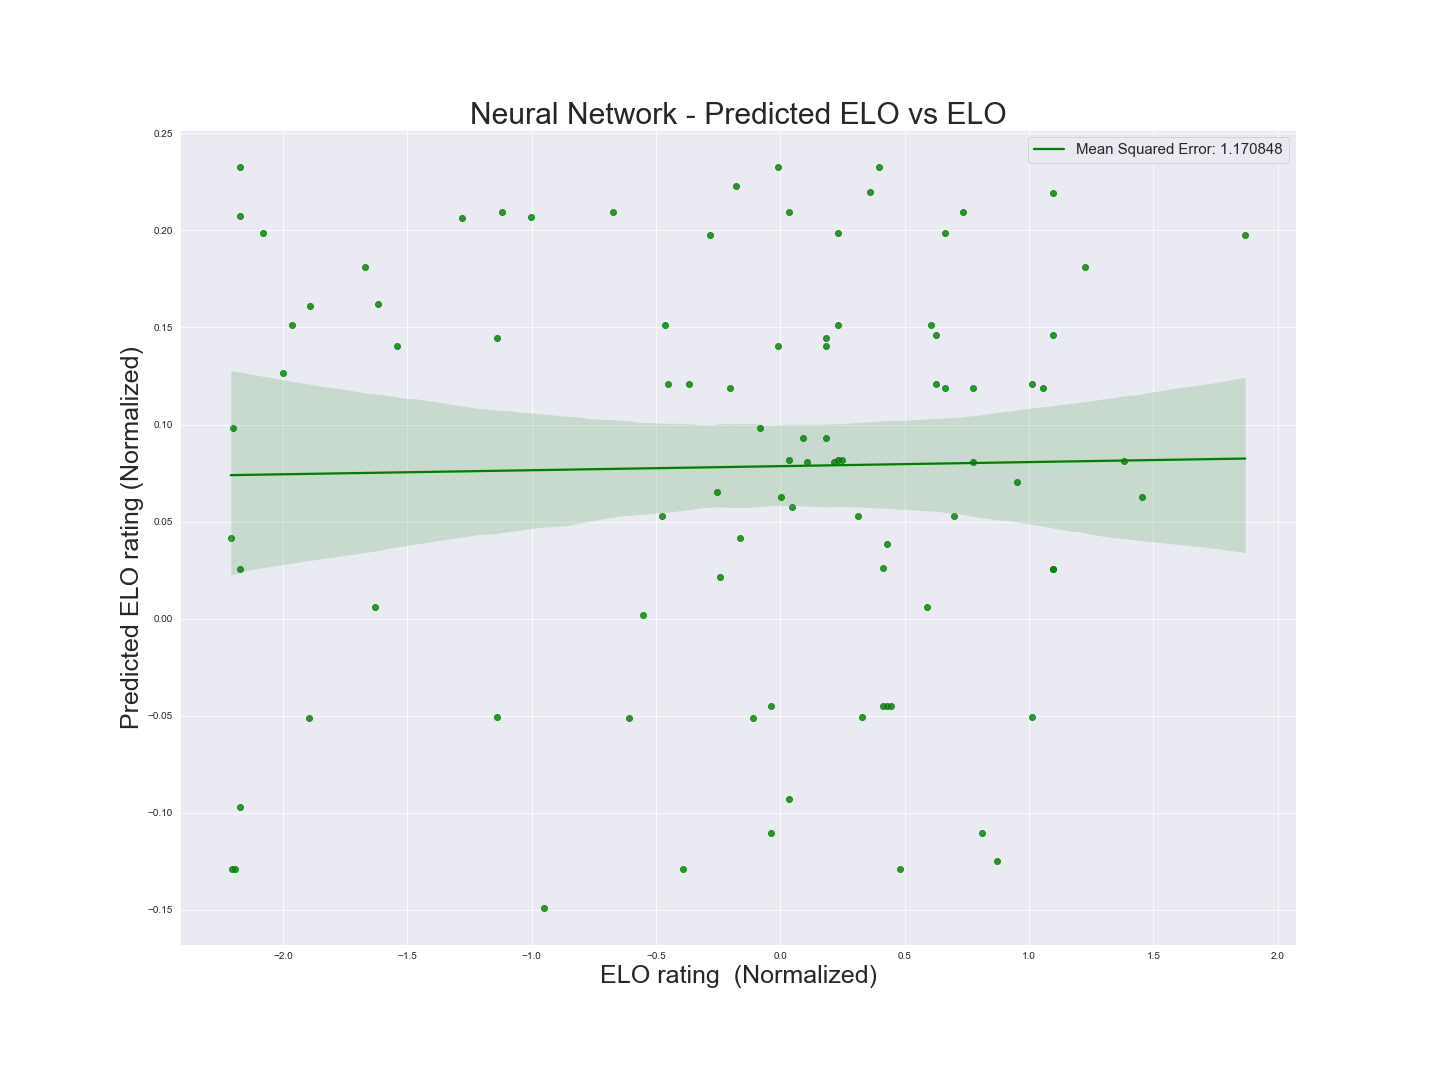 Neural Network - Predicted ELO vs ELO
Mean Squared Error: 1.170848
Predicted ELO rating (Normalized)
0.25
0.20
0.15
0.10
0.05
0.00
−0.05
−0.10
−0.15
−2.0 −1.5 −1.0 −0.5 0.0 0.5 1.0 1.5 2.0
ELO rating  (Normalized)